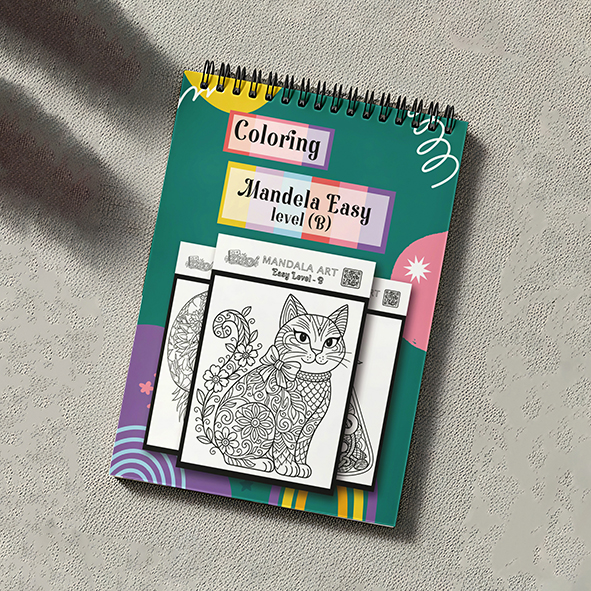 Coloring
Mandela Easy
level (B)
MANDALA ART
Easy Level - B